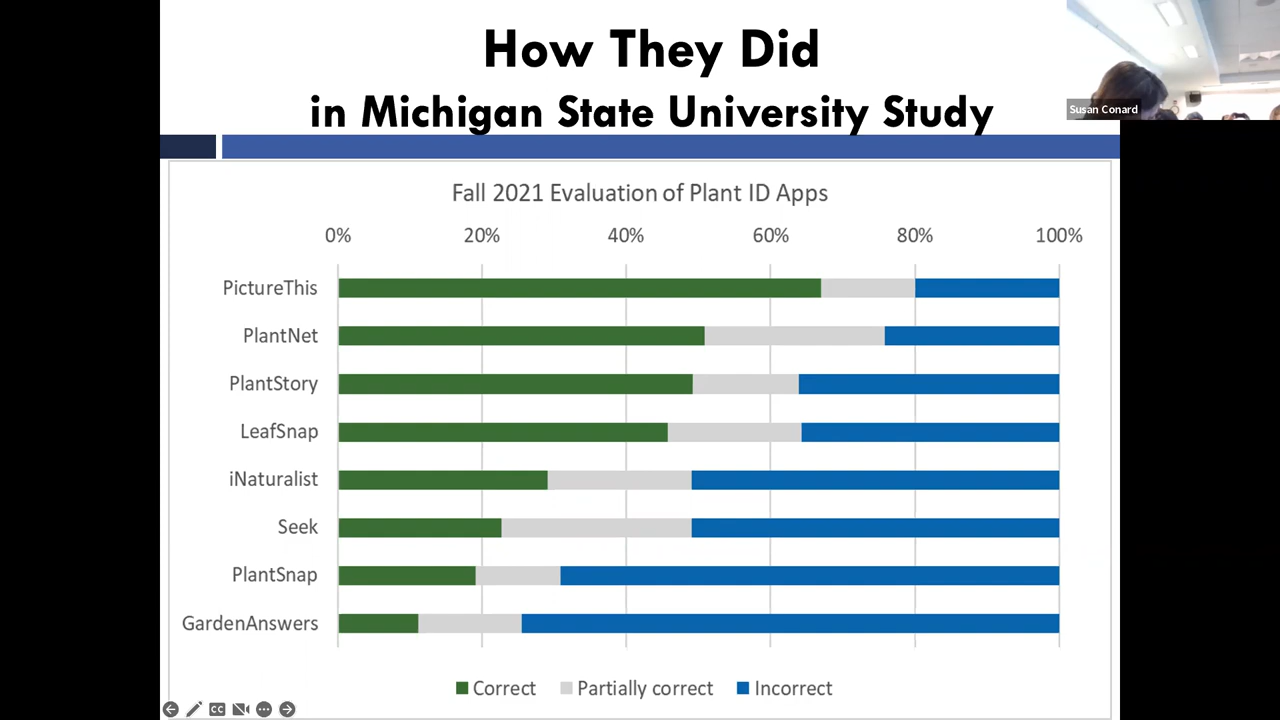 How They Did
in Michigan State University Study
Susan Conard
Fall 2021 Evaluation of Plant ID Apps
0% 20% 40% 60% 80% 100%
PictureThis
PlantNet
PlantStory
LeafSnap
iNaturalist
Seek
PlantSnap
GardenAnswers
Correct Partially correct Incorrect
CC